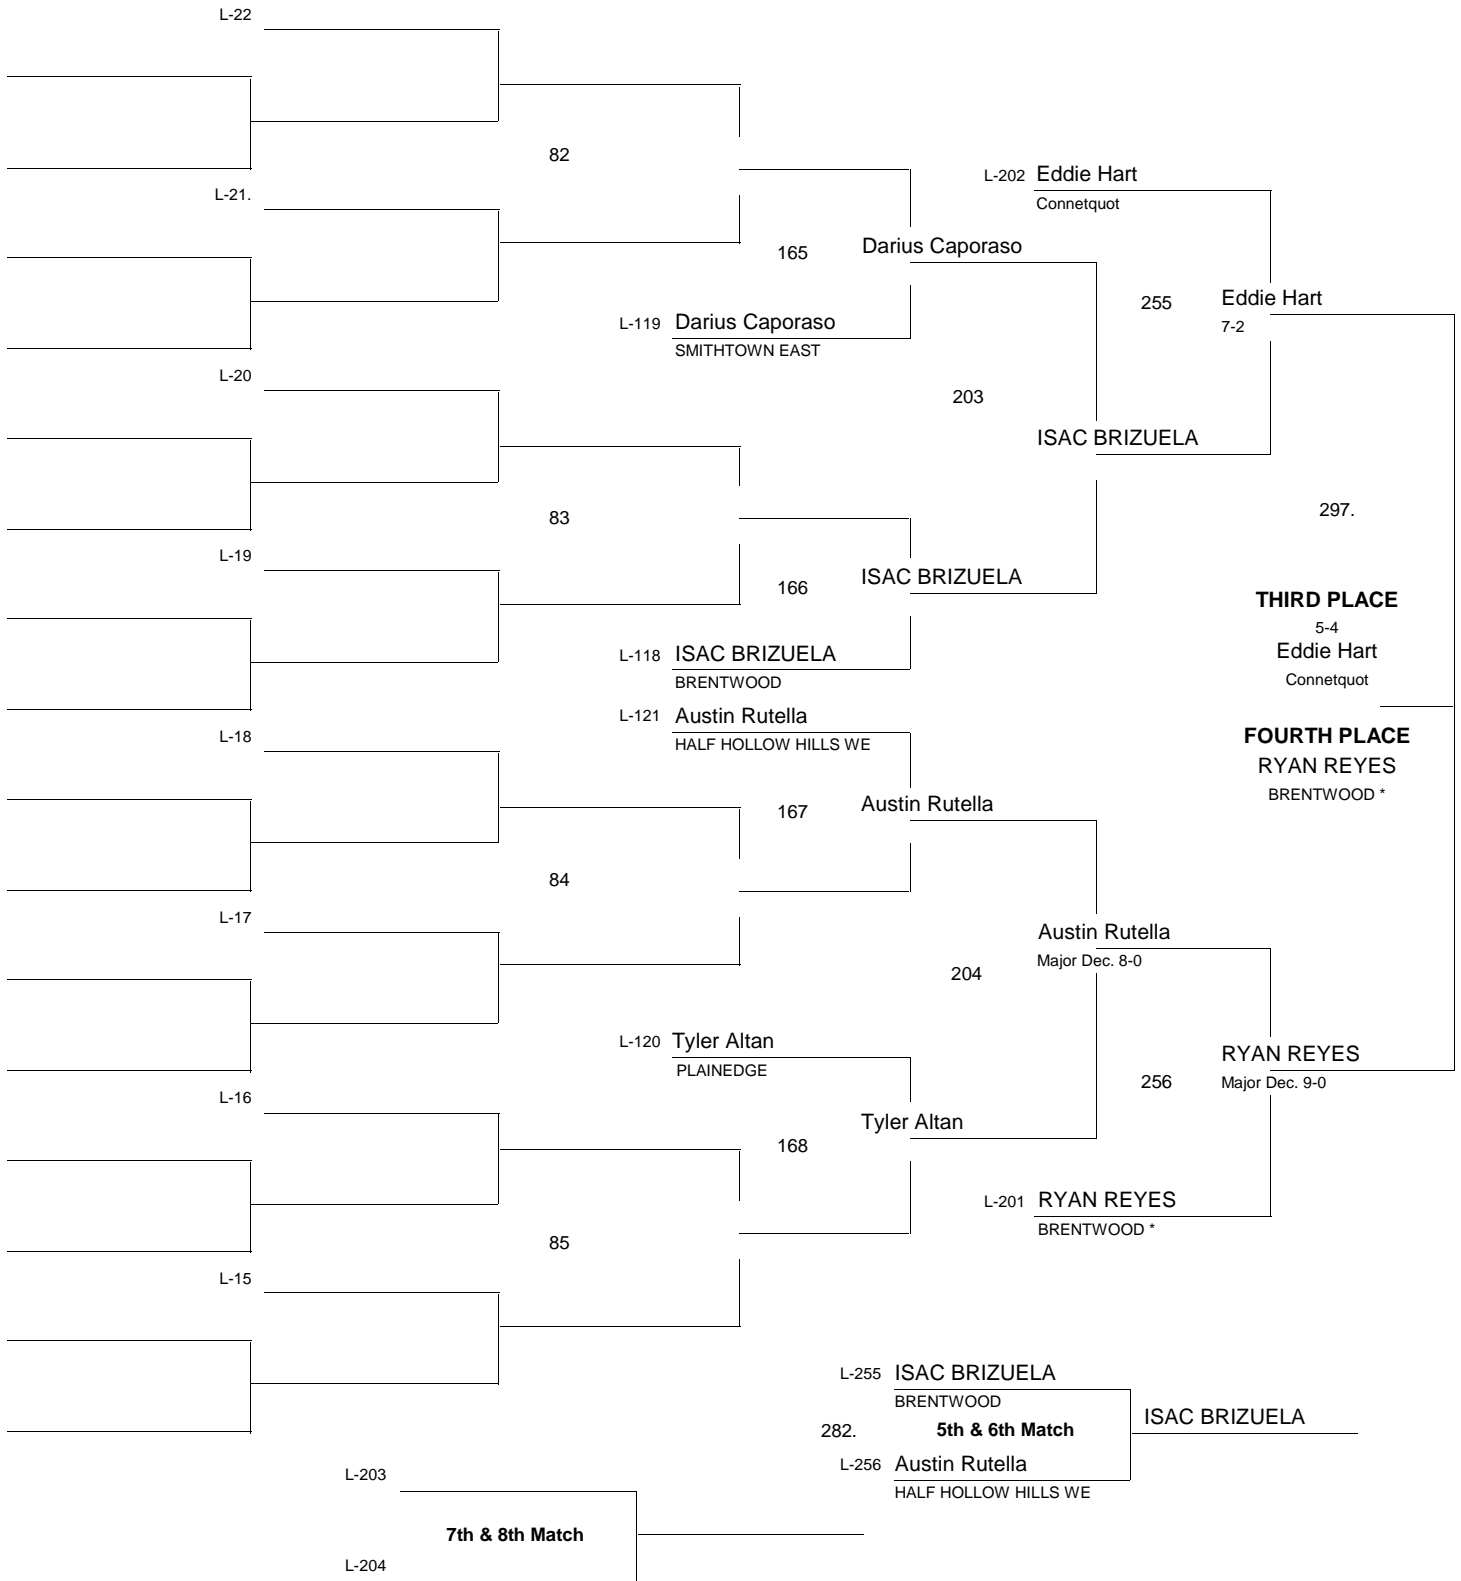 L-22
82
L-202 Eddie Hart
Connetquot
L-21.
165
Darius Caporaso
255
Eddie Hart
7-2
L-119 Darius Caporaso
SMITHTOWN EAST
L-20
203
ISAC BRIZUELA
83
297.
L-19
166
ISAC BRIZUELA
THIRD PLACE
5-4
Eddie Hart
Connetquot
L-118 ISAC BRIZUELA
BRENTWOOD
L-121 Austin Rutella
HALF HOLLOW HILLS WE
L-18
FOURTH PLACE
RYAN REYES
BRENTWOOD *
167
Austin Rutella
84
L-17
Austin Rutella
Major Dec. 8-0
204
L-120 Tyler Altan
PLAINEDGE
RYAN REYES
Major Dec. 9-0
256
L-16
Tyler Altan
168
L-201 RYAN REYES
BRENTWOOD *
85
L-15
L-255 ISAC BRIZUELA
BRENTWOOD
ISAC BRIZUELA
282. 5th & 6th Match
L-256 Austin Rutella
HALF HOLLOW HILLS WE
L-203
7th & 8th Match
L-204